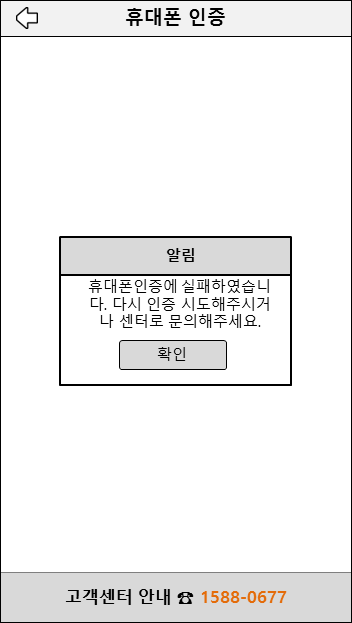 휴대폰 인증
알림
휴대폰인증에 실패하였습니
다. 다시 인증 시도해주시거
나 센터로 문의해주세요.
확인
고객센터 안내 ☎ 1588-0677